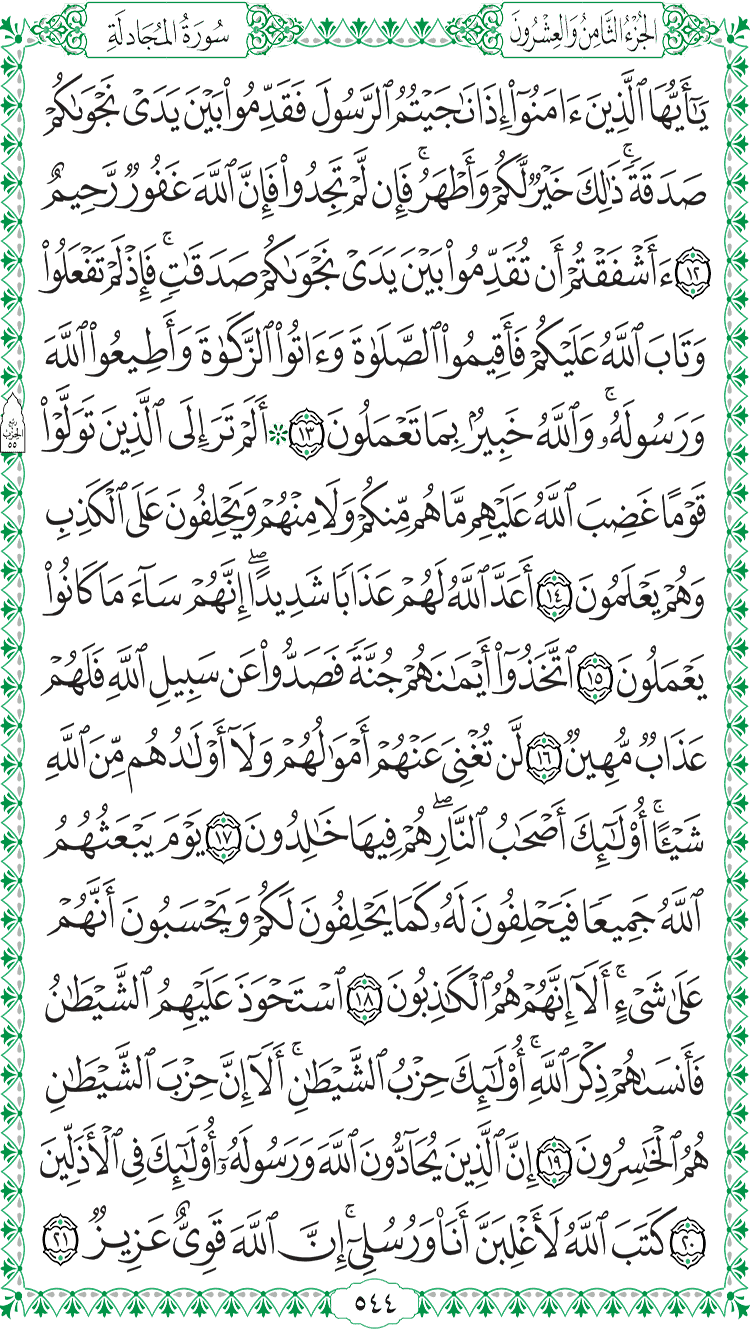 الجُزْءُ الثَّامِنُ وَالعِشْرُونَ
سُورَةُ المُجَادلَةِ
يَٰٓأَيُّهَا ٱلَّذِينَ ءَامَنُوٓاْ إِذَا نَٰجَيۡتُمُ ٱلرَّسُولَ فَقَدِّمُواْ بَيۡنَ يَدَيۡ نَجۡوَىٰكُمۡ
صَدَقَةٗۚ ذَٰلِكَ خَيۡرٞ لَّكُمۡ وَأَطۡهَرُۚ فَإِن لَّمۡ تَجِدُواْ فَإِنَّ ٱللَّهَ غَفُورٞ رَّحِيمٌ
١٢ ءَأَشۡفَقۡتُمۡ أَن تُقَدِّمُواْ بَيۡنَ يَدَيۡ نَجۡوَىٰكُمۡ صَدَقَٰتٖۚ فَإِذۡ لَمۡ تَفۡعَلُواْ
وَتَابَ ٱللَّهُ عَلَيۡكُمۡ فَأَقِيمُواْ ٱلصَّلَوٰةَ وَءَاتُواْ ٱلزَّكَوٰةَ وَأَطِيعُواْ ٱللَّهَ
وَرَسُولَهُۥۚ وَٱللَّهُ خَبِيرُۢ بِمَا تَعۡمَلُونَ ١٣ ۞ أَلَمۡ تَرَ إِلَى ٱلَّذِينَ تَوَلَّوۡاْ
ربع الحزب ٥٥
قَوۡمًا غَضِبَ ٱللَّهُ عَلَيۡهِم مَّا هُم مِّنكُمۡ وَلَا مِنۡهُمۡ وَيَحۡلِفُونَ عَلَى ٱلۡكَذِبِ
وَهُمۡ يَعۡلَمُونَ ١٤ أَعَدَّ ٱللَّهُ لَهُمۡ عَذَابٗا شَدِيدًاۖ إِنَّهُمۡ سَآءَ مَا كَانُواْ
يَعۡمَلُونَ ١٥ ٱتَّخَذُوٓاْ أَيۡمَٰنَهُمۡ جُنَّةٗ فَصَدُّواْ عَن سَبِيلِ ٱللَّهِ فَلَهُمۡ
عَذَابٞ مُّهِينٞ ١٦ لَّن تُغۡنِيَ عَنۡهُمۡ أَمۡوَٰلُهُمۡ وَلَآ أَوۡلَٰدُهُم مِّنَ ٱللَّهِ
شَيۡـًٔاۚ أُوْلَٰٓئِكَ أَصۡحَٰبُ ٱلنَّارِۖ هُمۡ فِيهَا خَٰلِدُونَ ١٧ يَوۡمَ يَبۡعَثُهُمُ
ٱللَّهُ جَمِيعٗا فَيَحۡلِفُونَ لَهُۥ كَمَا يَحۡلِفُونَ لَكُمۡ وَيَحۡسَبُونَ أَنَّهُمۡ
عَلَىٰ شَيۡءٍۚ أَلَآ إِنَّهُمۡ هُمُ ٱلۡكَٰذِبُونَ ١٨ ٱسۡتَحۡوَذَ عَلَيۡهِمُ ٱلشَّيۡطَٰنُ
فَأَنسَىٰهُمۡ ذِكۡرَ ٱللَّهِۚ أُوْلَٰٓئِكَ حِزۡبُ ٱلشَّيۡطَٰنِۚ أَلَآ إِنَّ حِزۡبَ ٱلشَّيۡطَٰنِ
هُمُ ٱلۡخَٰسِرُونَ ١٩ إِنَّ ٱلَّذِينَ يُحَآدُّونَ ٱللَّهَ وَرَسُولَهُۥٓ أُوْلَٰٓئِكَ فِي ٱلۡأَذَلِّينَ
٢٠ كَتَبَ ٱللَّهُ لَأَغۡلِبَنَّ أَنَا۠ وَرُسُلِيٓۚ إِنَّ ٱللَّهَ قَوِيٌّ عَزِيزٞ ٢١
٥٤٤